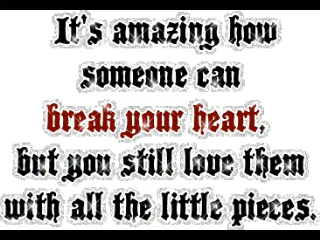 It's amazing how
someone can
break your heart,
but you still love them
with all the little pieces.